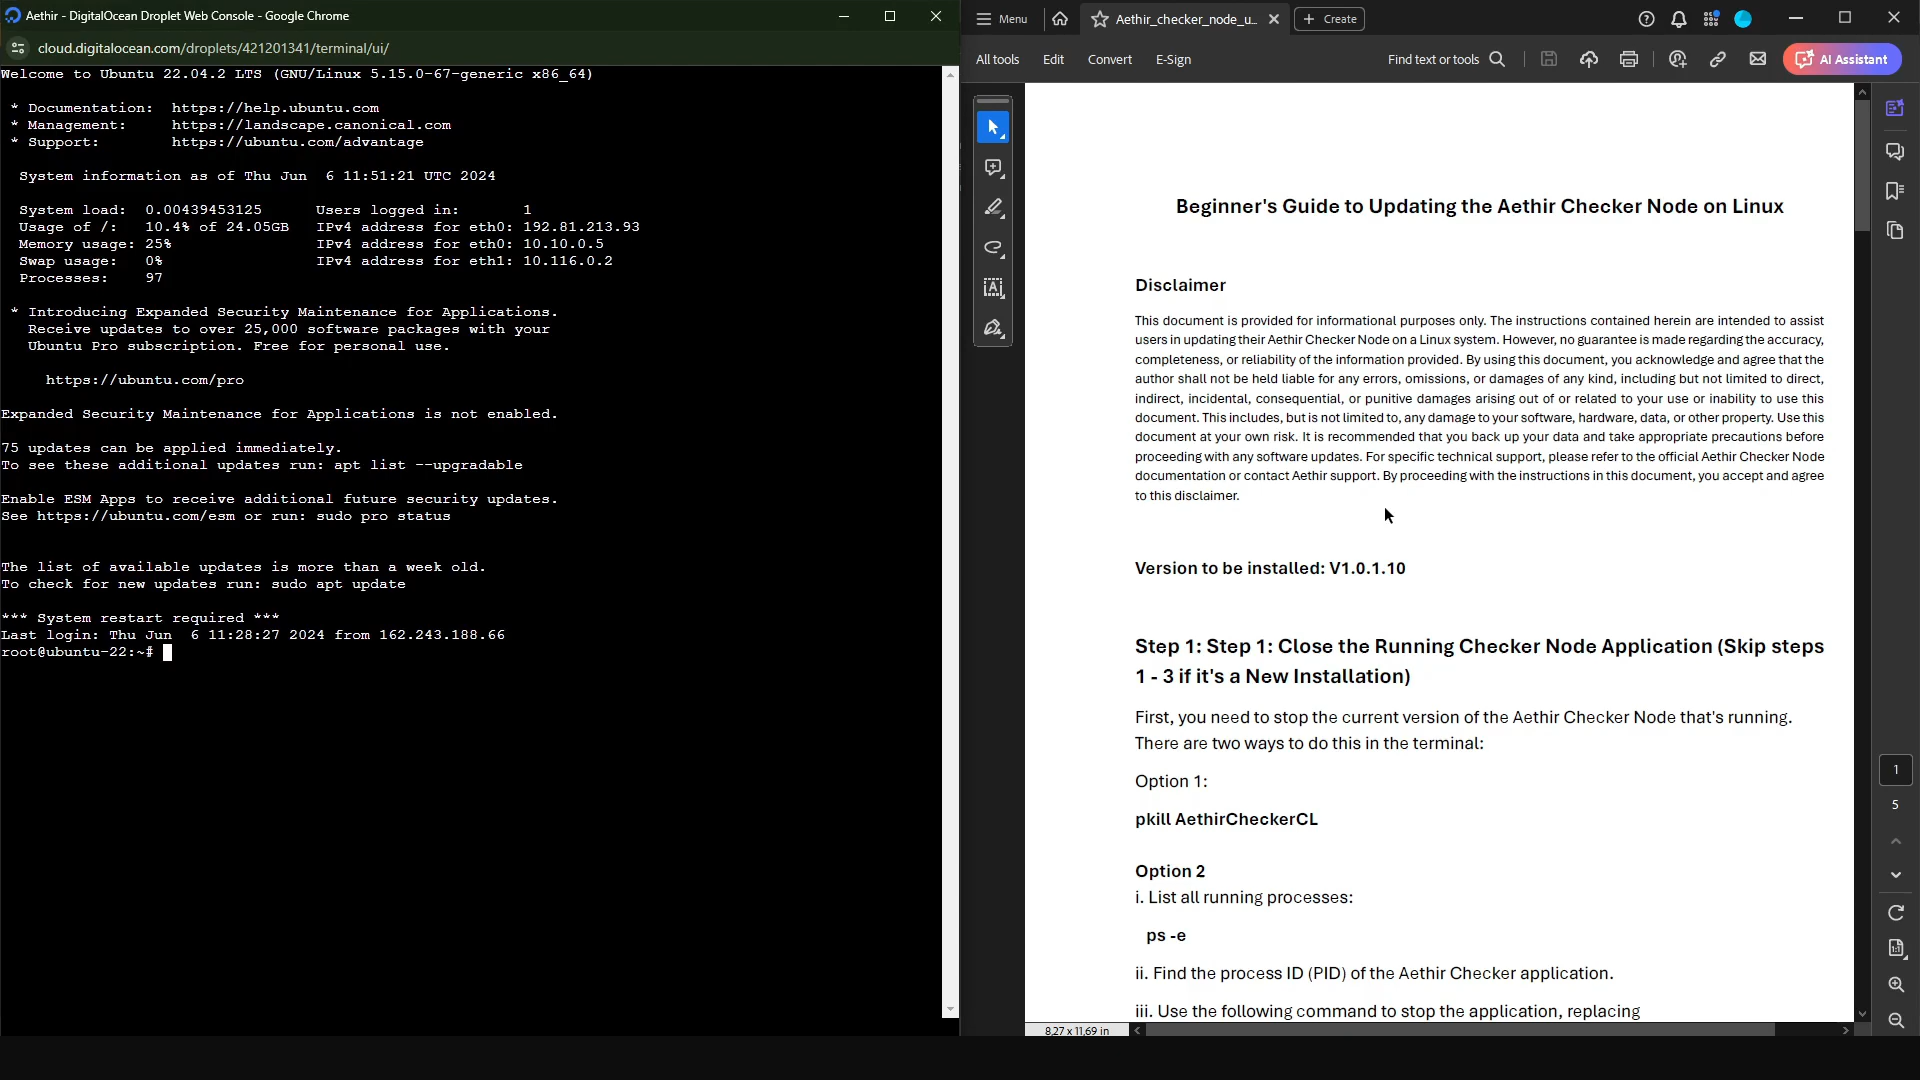 Aethir - DigitalOcean Droplet Web Console - Google Chrome
cloud.digitalocean.com/droplets/421201341/terminal/ui/
Welcome to Ubuntu 22.04.2 LTS (GNU/Linux 5.15.0-67-generic x86_64)
* Documentation: https://help.ubuntu.com
* Management: https://landscape.canonical.com
* Support: https://ubuntu.com/advantage
System information as of Thu Jun 6 11:51:21 UTC 2024
System load: 0.00439453125 Users logged in: 1
Usage of /: 10.4% of 24.05GB IPv4 address for eth0: 192.81.213.93
Memory usage: 25% IPv4 address for eth0: 10.10.0.5
Swap usage: 0% IPv4 address for eth1: 10.116.0.2
Processes: 97
* Introducing Expanded Security Maintenance for Applications.
Receive updates to over 25,000 software packages with your
Ubuntu Pro subscription. Free for personal use.
https://ubuntu.com/pro
Expanded Security Maintenance for Applications is not enabled.
75 updates can be applied immediately.
To see these additional updates run: apt list --upgradable
Enable ESM Apps to receive additional future security updates.
See https://ubuntu.com/esm or run: sudo pro status
The list of available updates is more than a week old.
To check for new updates run: sudo apt update
*** System restart required ***
Last login: Thu Jun 6 11:28:27 2024 from 162.243.188.66
root@ubuntu-22:~#
Menu
Aethir_checker_node_u...
Create
All tools
Edit
Convert
E-Sign
Find text or tools
AI Assistant
Beginner's Guide to Updating the Aethir Checker Node on Linux
Disclaimer
This document is provided for informational purposes only. The instructions contained herein are intended to assist
users in updating their Aethir Checker Node on a Linux system. However, no guarantee is made regarding the accuracy,
completeness, or reliability of the information provided. By using this document, you acknowledge and agree that the
author shall not be held liable for any errors, omissions, or damages of any kind, including but not limited to direct,
indirect, incidental, consequential, or punitive damages arising out of or related to your use or inability to use this
document. This includes, but is not limited to, any damage to your software, hardware, data, or other property. Use this
document at your own risk. It is recommended that you back up your data and take appropriate precautions before
proceeding with any software updates. For specific technical support, please refer to the official Aethir Checker Node
documentation or contact Aethir support. By proceeding with the instructions in this document, you accept and agree
to this disclaimer.
Version to be installed: V1.0.1.10
Step 1: Step 1: Close the Running Checker Node Application (Skip steps
1 - 3 if it's a New Installation)
First, you need to stop the current version of the Aethir Checker Node that's running.
There are two ways to do this in the terminal:
Option 1:
pkill AethirCheckerCL
Option 2
i. List all running processes:
ps -e
ii. Find the process ID (PID) of the Aethir Checker application.
iii. Use the following command to stop the application, replacing
8,27 x 11,69 in
1
5